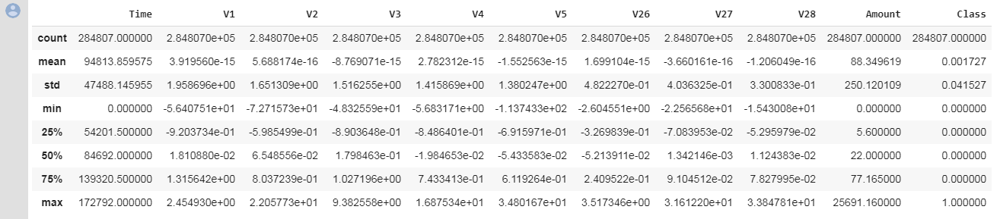 Time V1 V2 V3 V4 V5 V26 V27 V28 Amount Class
count 284807.000000 2.848070e+05 2.848070e+05 2.848070e+05 2.848070e+05 2.848070e+05 2.848070e+05 2.848070e+05 2.848070e+05 284807.000000 284807.000000
mean 94813.859575 3.919560e-15 5.688174e-16 -8.769071e-15 2.782312e-15 -1.552563e-15 1.699104e-15 -3.660161e-16 -1.206049e-16 88.349619 0.001727
std 47488.145955 1.958696e+00 1.651309e+00 1.516255e+00 1.415869e+00 1.380247e+00 4.822270e-01 4.036325e-01 3.300833e-01 250.120109 0.041527
min 0.000000 -5.640751e+01 -7.271573e+01 -4.832559e+01 -5.683171e+00 -1.137433e+02 -2.604551e+00 -2.256568e+01 -1.543008e+01 0.000000 0.000000
25% 54201.500000 -9.203734e-01 -5.985499e-01 -8.903648e-01 -8.486401e-01 -6.915971e-01 -3.269839e-01 -7.083953e-02 -5.295979e-02 5.600000 0.000000
50% 84692.000000 1.810880e-02 6.548556e-02 1.798463e-01 -1.984653e-02 -5.433583e-02 -5.213911e-02 1.342146e-03 1.124383e-02 22.000000 0.000000
75% 139320.500000 1.315642e+00 8.037239e-01 1.027196e+00 7.433413e-01 6.119264e-01 2.409522e-01 9.104512e-02 7.827995e-02 77.165000 0.000000
max 172792.000000 2.454930e+00 2.205773e+01 9.382558e+00 1.687534e+01 3.480167e+01 3.517346e+00 3.161220e+01 3.384781e+01 25691.160000 1.000000